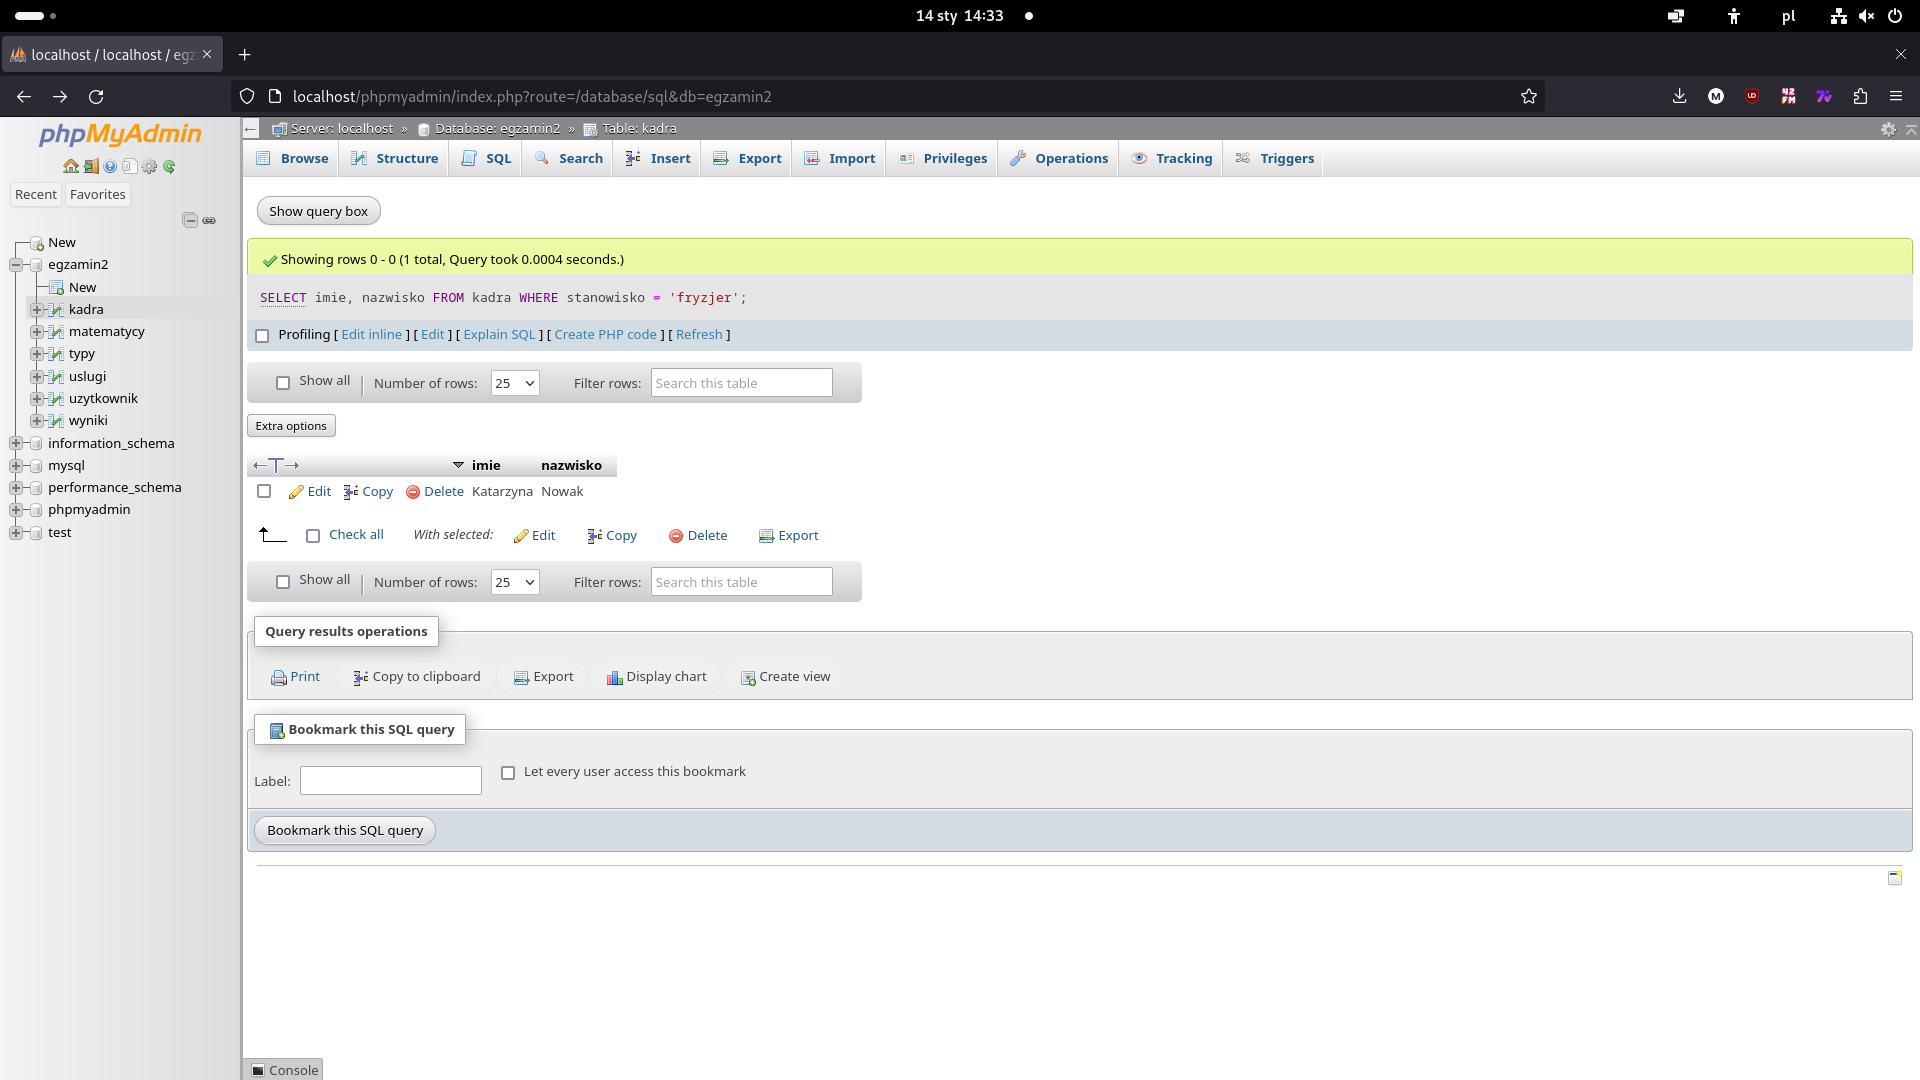 14 sty 14:33
pl
localhost / localhost / egz
localhost/phpmyadmin/index.php?route=/database/sql&db=egzamin2
phpMyAdmin
Recent Favorites
New
egzamin2
New
kadra
matematycy
typy
uslugi
uzytkownik
wyniki
information_schema
mysql
performance_schema
phpmyadmin
test
Server: localhost » Database: egzamin2 » Table: kadra
Browse Structure SQL Search Insert Export Import Privileges Operations Tracking Triggers
Show query box
Showing rows 0 - 0 (1 total, Query took 0.0004 seconds.)
SELECT imie, nazwisko FROM kadra WHERE stanowisko = 'fryzjer';
Profiling [ Edit inline ] [ Edit ] [ Explain SQL ] [ Create PHP code ] [ Refresh ]
Show all Number of rows: 25 Filter rows: Search this table
Extra options
imie nazwisko
Edit Copy Delete Katarzyna Nowak
Check all With selected: Edit Copy Delete Export
Show all Number of rows: 25 Filter rows: Search this table
Query results operations
Print Copy to clipboard Export Display chart Create view
Bookmark this SQL query
Label: Let every user access this bookmark
Bookmark this SQL query
Console